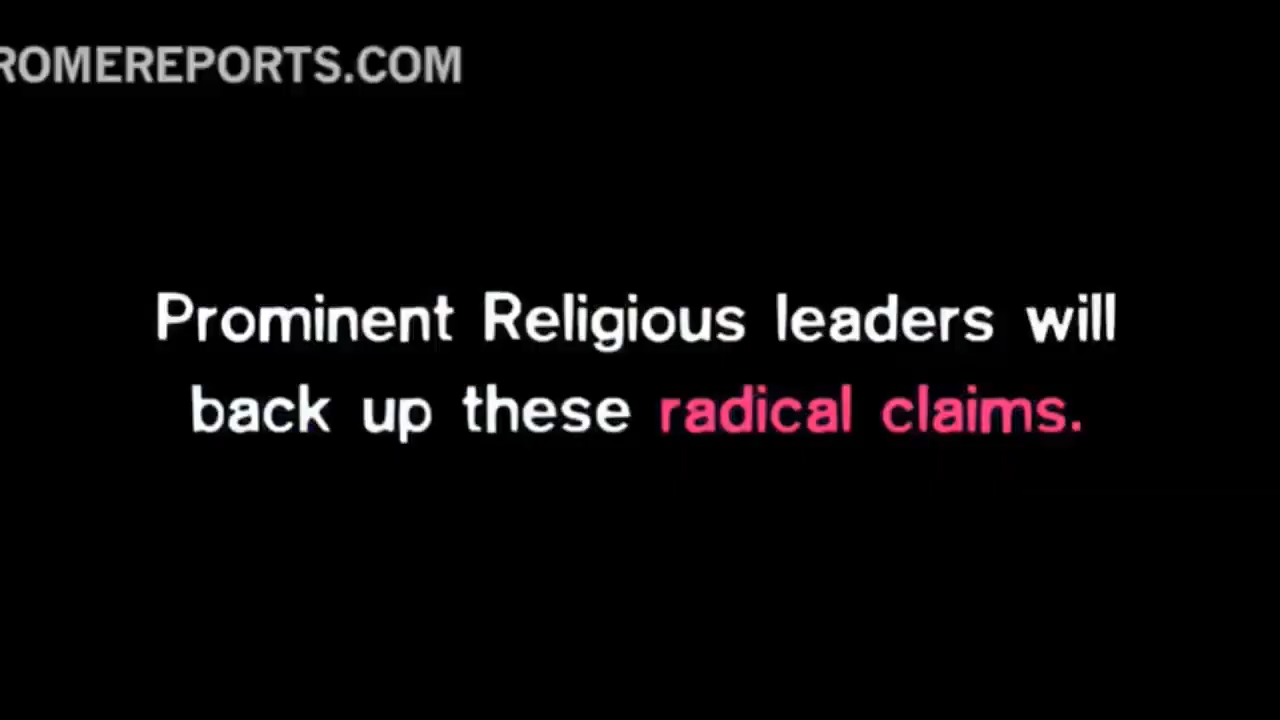 ROMEREPORTS.COM
Prominent Religious leaders will
back up these radical claims.